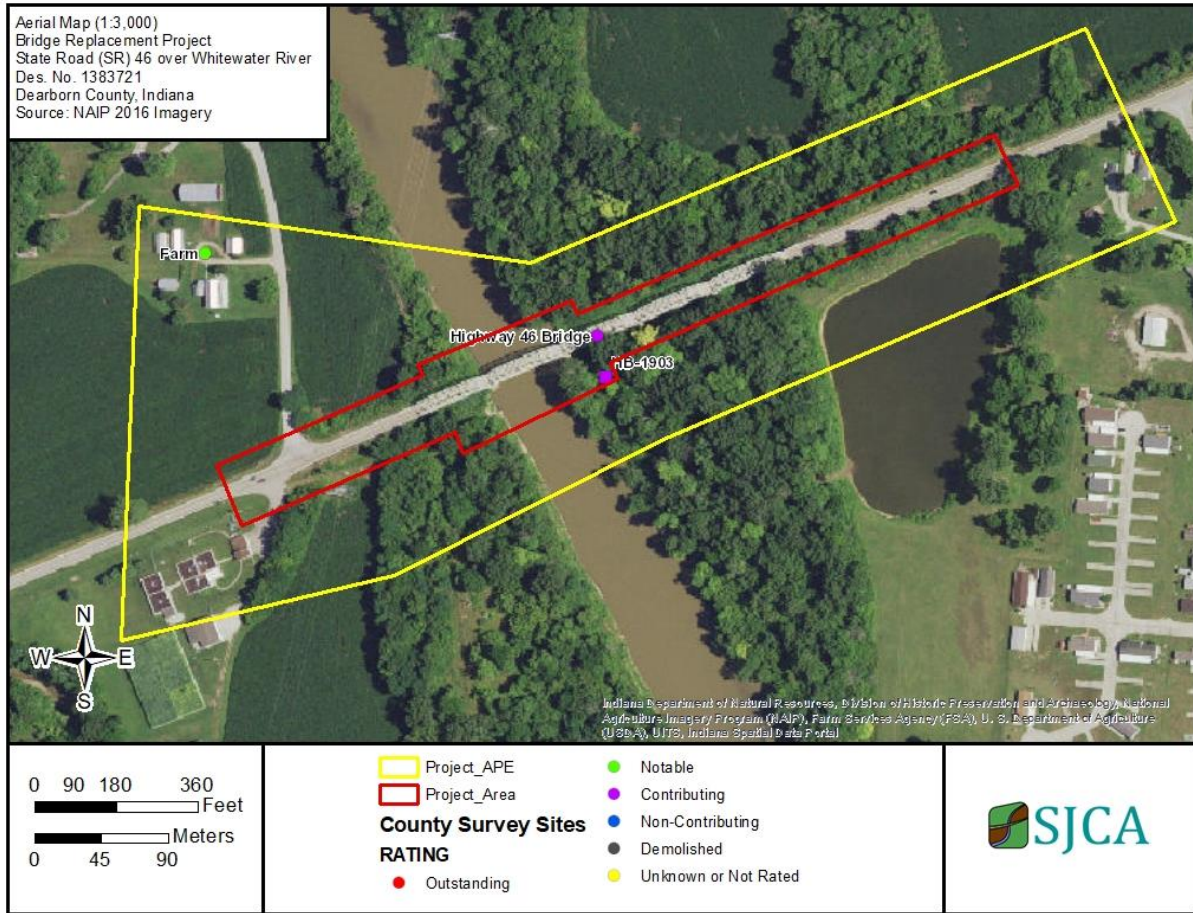 Aerial Map (1:3,000)
Bridge Replacement Project
State Road (SR) 46 over Whitewater River
Des. No. 1383721
Dearborn County, Indiana
Source: NAIP 2016 Imagery
Farm
Highway 46 Bridge
HB-1903
N
W E
S
Indiana Department of Natural Resources, Division of Historic Preservation and Archaeology, National
Agriculture Imagery Program (NAIP), Farm Services Agency (FSA), U. S. Department of Agriculture
(USDA), UITS, Indiana Spatial Data Portal
0 90 180 360
Feet
Meters
0 45 90
Project_APE
Project_Area
County Survey Sites
RATING
Outstanding
Notable
Contributing
Non-Contributing
Demolished
Unknown or Not Rated
SJCA